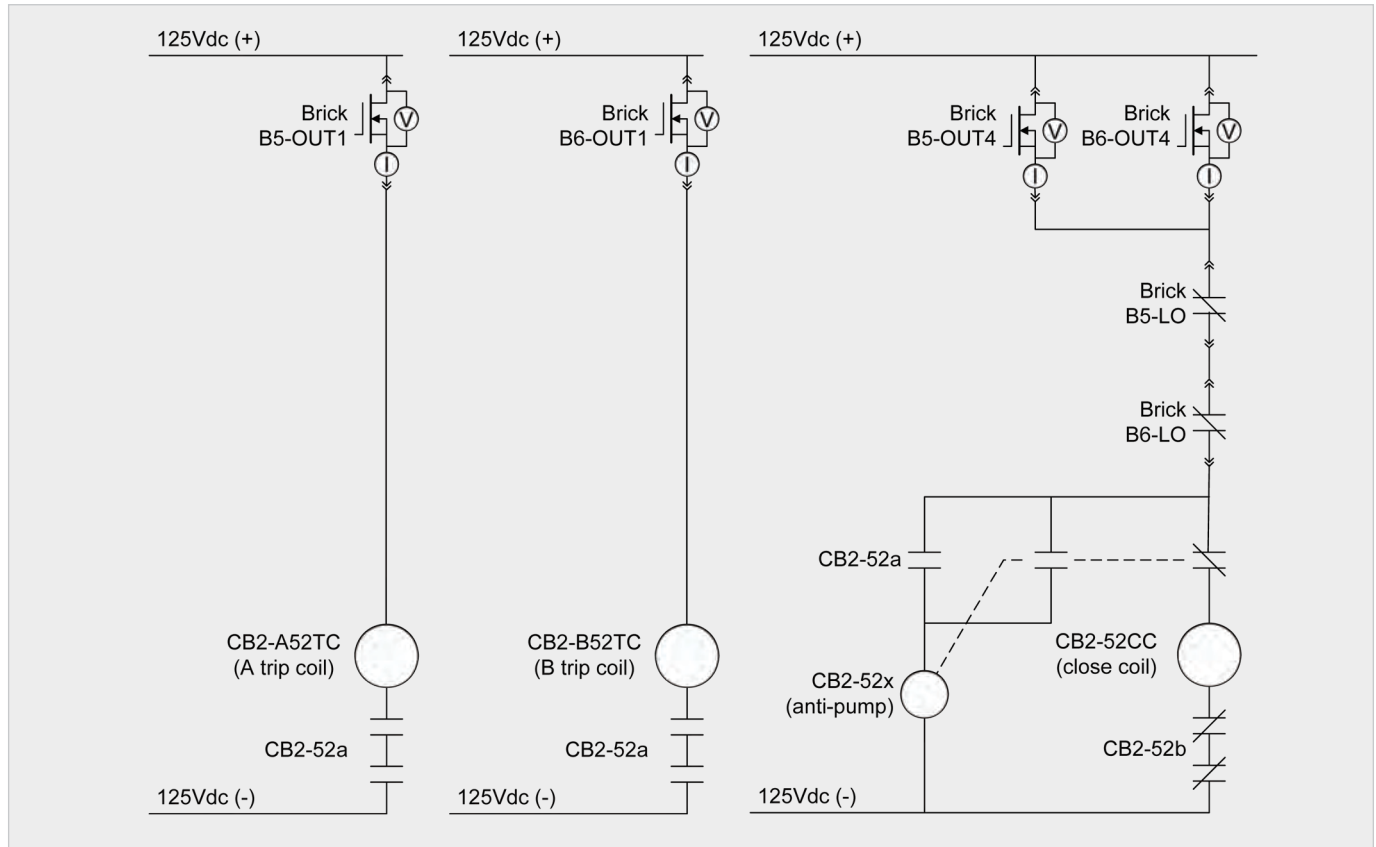 125Vdc (+)
Brick
B5-OUT1
V
I
CB2-A52TC
(A trip coil)
CB2-52a
125Vdc (-)
125Vdc (+)
Brick
B6-OUT1
V
I
CB2-B52TC
(B trip coil)
CB2-52a
125Vdc (-)
125Vdc (+)
Brick
B5-OUT4
V
I
Brick
B6-OUT4
V
I
Brick
B5-LO
Brick
B6-LO
CB2-52a
CB2-52x
(anti-pump)
CB2-52CC
(close coil)
CB2-52b
125Vdc (-)